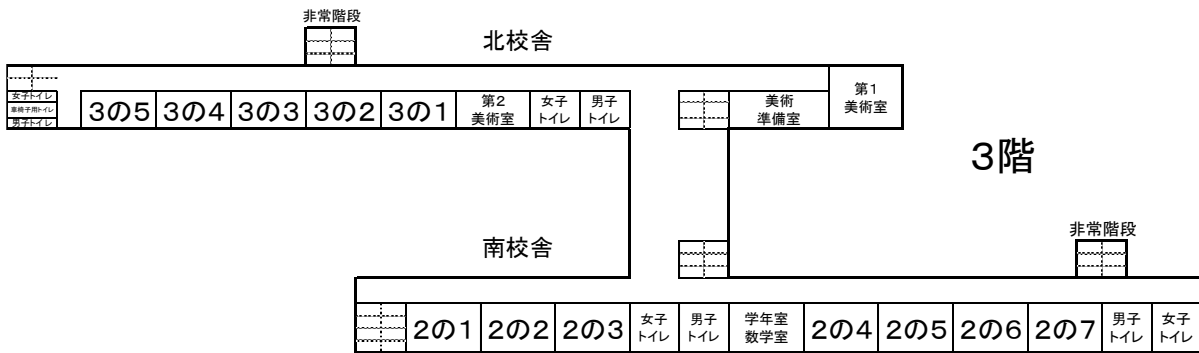 非常階段
北校舎
女子トイレ
車椅子用トイレ
男子トイレ
3の5
3の4
3の3
3の2
3の1
第2
美術室
女子
トイレ
男子
トイレ
美術
準備室
第1
美術室
3階
南校舎
非常階段
2の1
2の2
2の3
女子
トイレ
男子
トイレ
学年室
数学室
2の4
2の5
2の6
2の7
男子
トイレ
女子
トイレ